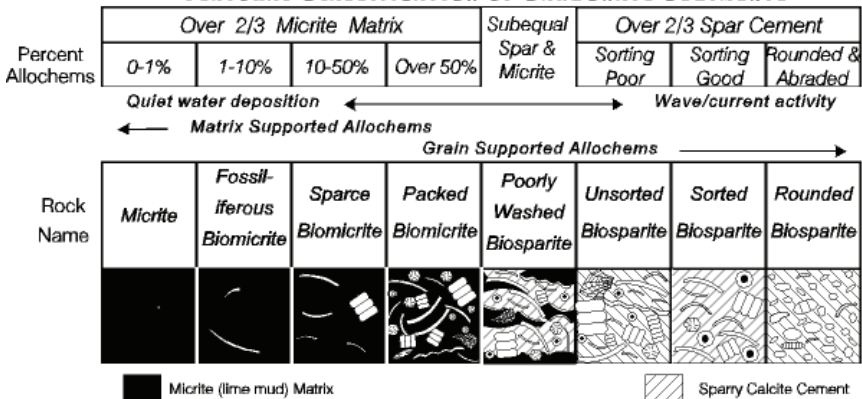 Over 2/3 Micrite Matrix
Subequal Spar & Micrite
Over 2/3 Spar Cement
Percent Allochems
0-1%
1-10%
10-50%
Over 50%
Sorting Poor
Sorting Good
Rounded & Abraded
Quiet water deposition
Wave/current activity
Matrix Supported Allochems
Grain Supported Allochems
Rock Name
Micrite
Fossil-iferous Biomicrite
Sparce Biomicrite
Packed Biomicrite
Poorly Washed Biosparite
Unsorted Biosparite
Sorted Biosparite
Rounded Biosparite
Micrite (lime mud) Matrix
Sparry Calcite Cement